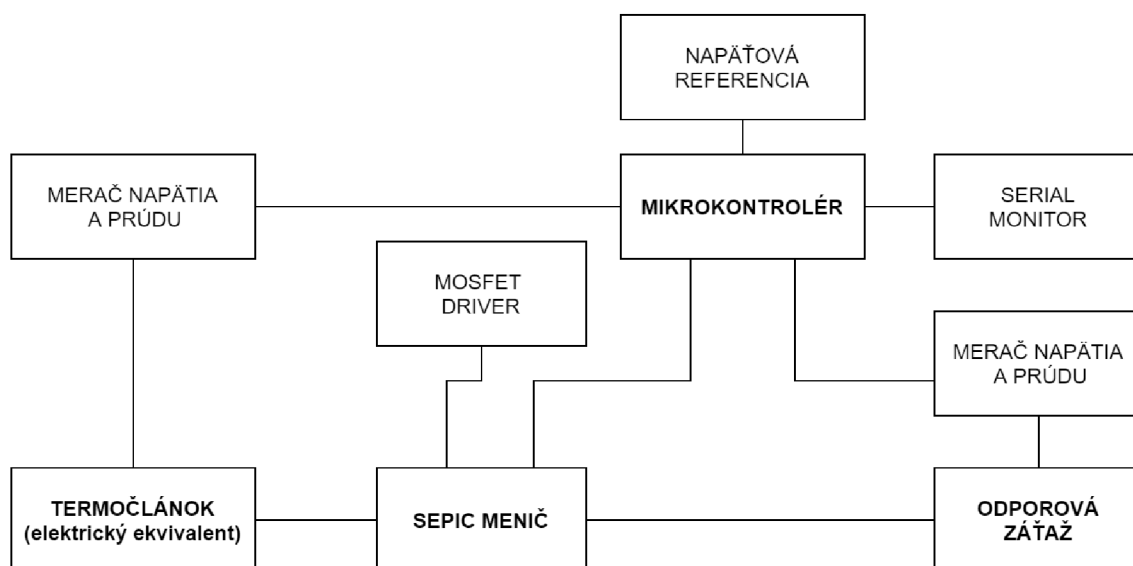 NAPÄŤOVÁ
REFERENCIA
MERAČ NAPÄTIA
A PRÚDU
MIKROKONTROLÉR
SERIAL
MONITOR
MOSFET
DRIVER
MERAČ NAPÄTIA
A PRÚDU
TERMOČLÁNOK
(elektrický ekvivalent)
SEPIC MENIČ
ODPOROVÁ
ZÁŤAŽ